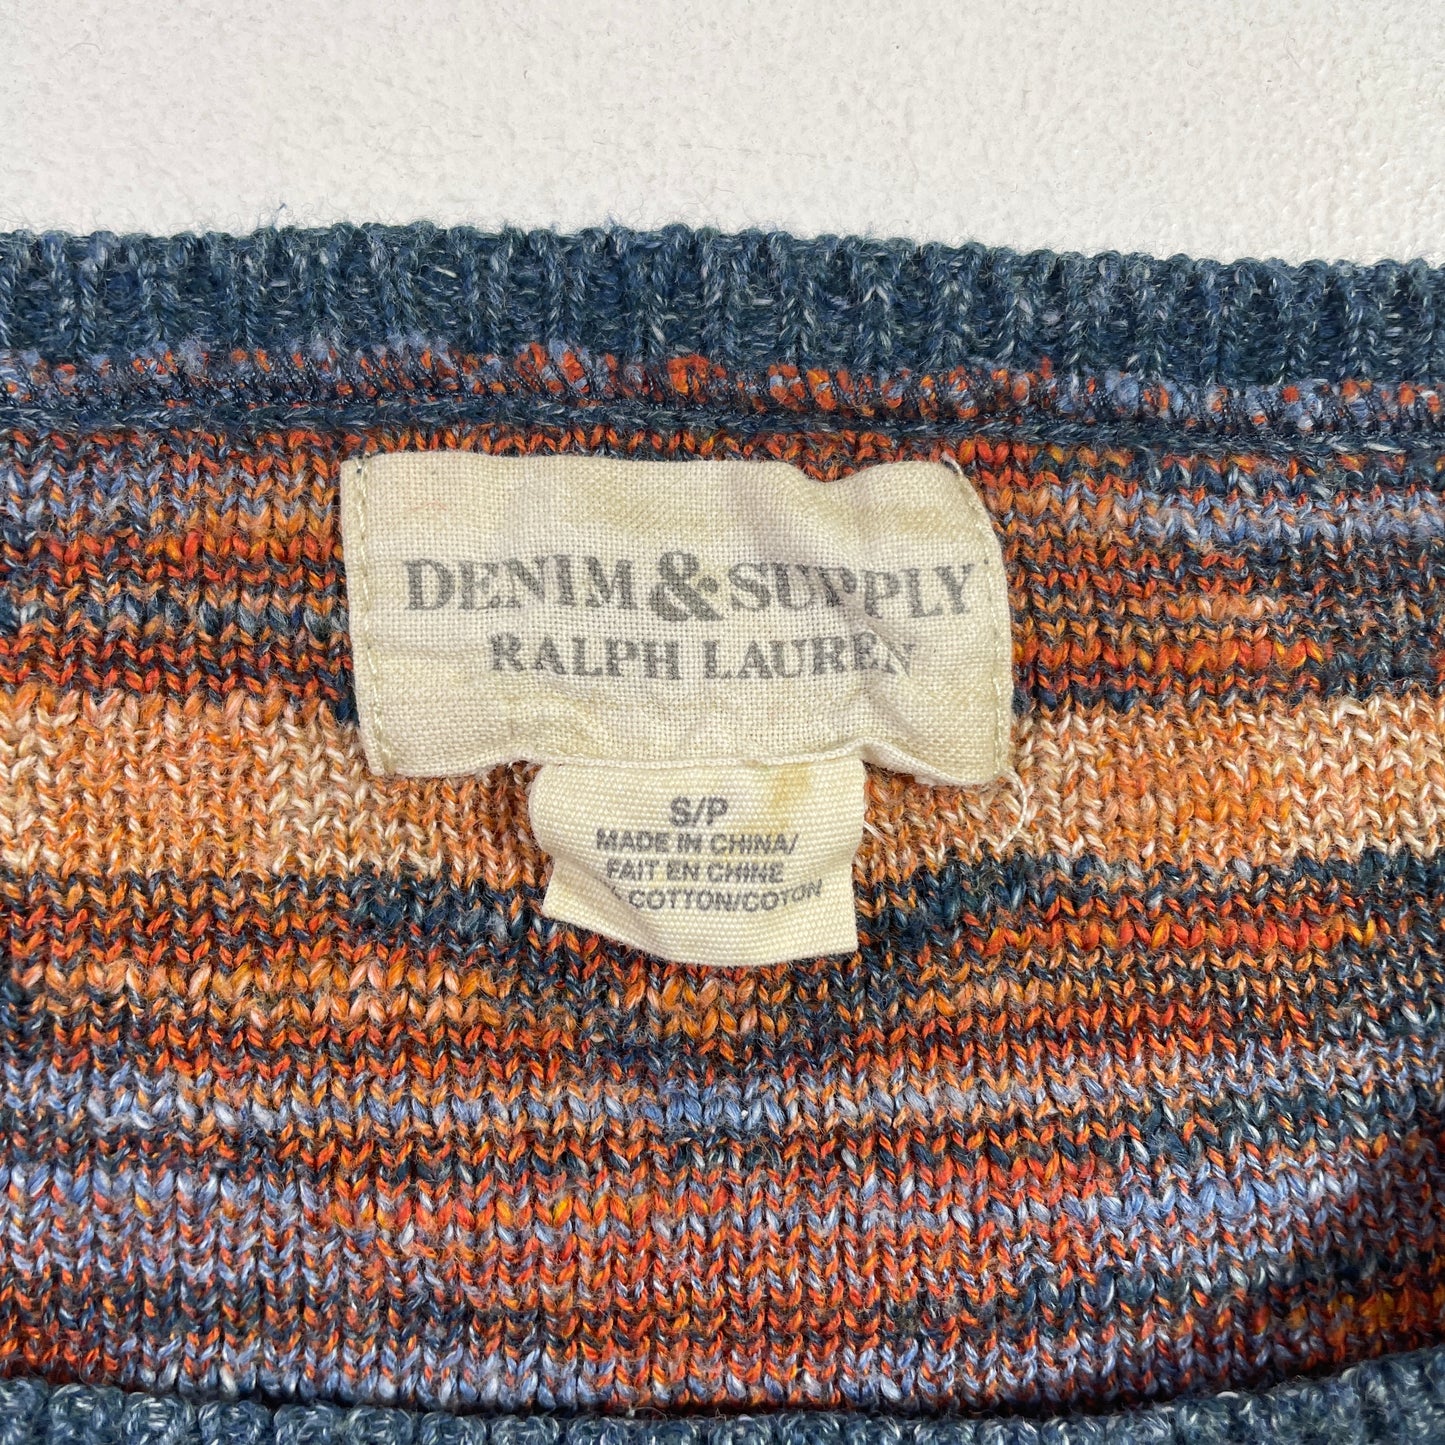 DENIM & SUPPLY
RALPH LAUREN
S/P
MADE IN CHINA/
FAIT EN CHINE
COTTON/COTON